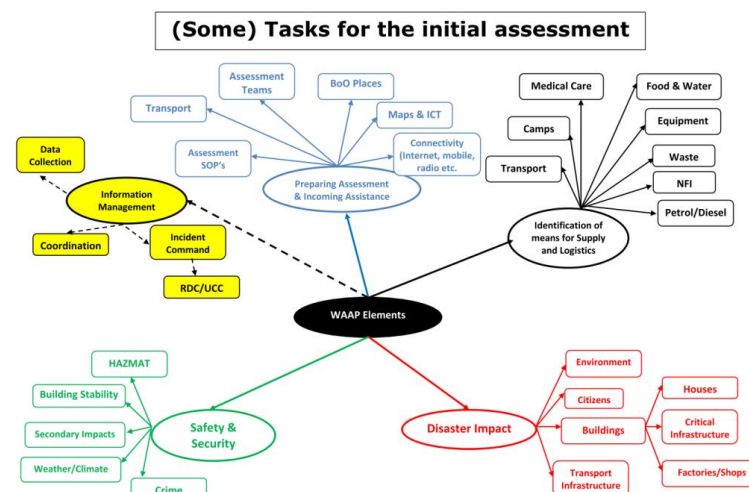 (Some) Tasks for the initial assessment
Assessment
Teams
BoO Places
Transport
Maps & ICT
Assessment
SOP's
Connectivity
(Internet, mobile,
radio etc.
Preparing Assessment
& Incoming Assistance
Medical Care
Food & Water
Camps
Equipment
Transport
Waste
NFI
Petrol/Diesel
Identification of
means for Supply
and Logistics
Data
Collection
Information
Management
Coordination
Incident
Command
RDC/UCC
WAAP Elements
HAZMAT
Building Stability
Secondary Impacts
Weather/Climate
Crime
Safety &
Security
Disaster Impact
Environment
Citizens
Buildings
Transport
Infrastructure
Houses
Critical
Infrastructure
Factories/Shops